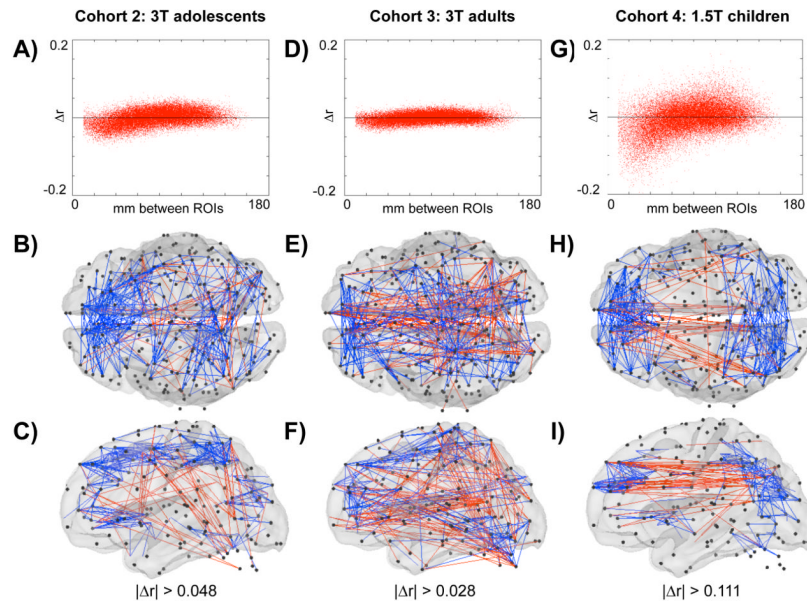 Cohort 2: 3T adolescents
Cohort 3: 3T adults
Cohort 4: 1.5T children
A)
0.2
Δr
-0.2
0
mm between ROIs
180
D)
0.2
-0.2
0
mm between ROIs
180
G)
0.2
Δr
-0.2
0
mm between ROIs
180
B)
E)
H)
C)
F)
I)
|Δr| > 0.048
|Δr| > 0.028
|Δr| > 0.111